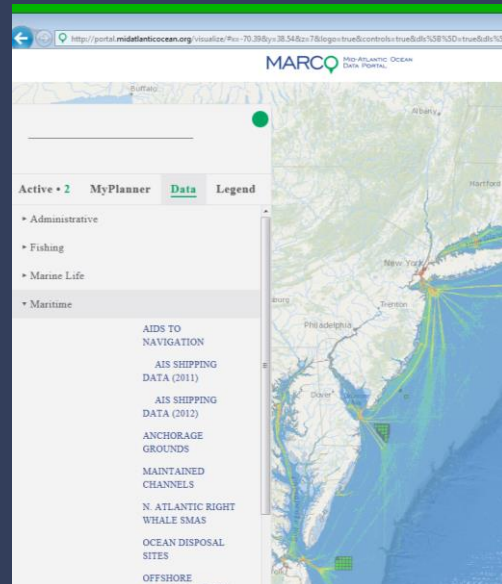 http://portal.midatlanticocean.org/visualize/#x=-70.39&y=38.54&z=7&logo=true&controls=true&dls%5B%5D=true&dls%5
MARCO MID-ATLANTIC OCEAN
DATA PORTAL
Buffalo
Albany
Active • 2 MyPlanner Data Legend
Hartford
▸ Administrative
▸ Fishing
▸ Marine Life
▾ Maritime
New York
Trenton
Philadelphia
Dover
AIDS TO
NAVIGATION
AIS SHIPPING
DATA (2011)
AIS SHIPPING
DATA (2012)
ANCHORAGE
GROUNDS
MAINTAINED
CHANNELS
N. ATLANTIC RIGHT
WHALE SMAS
OCEAN DISPOSAL
SITES
OFFSHORE